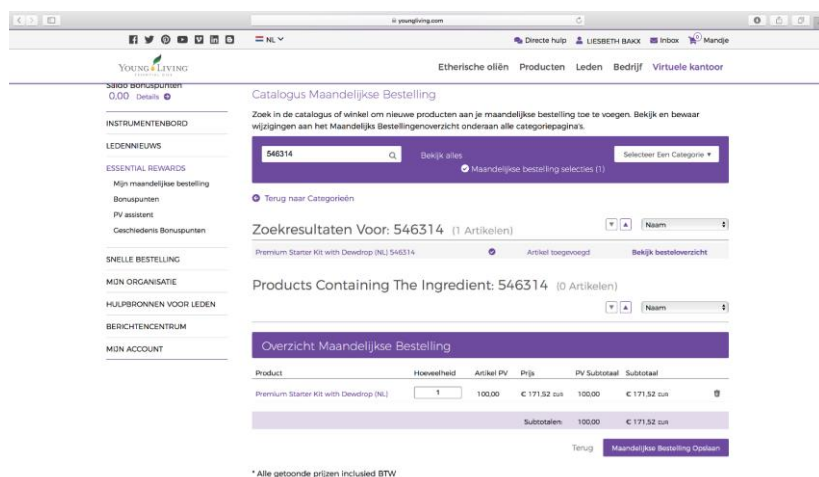 youngliving.com
NL
Directe hulp LIESBETH BAKX Inbox 0 Mandje
YOUNG LIVING
ESSENTIAL OILS
Etherische oliën Producten Leden Bedrijf Virtuele kantoor
Saldo Bonuspunten
0,00 Details
INSTRUMENTENBORD
LEDENNIEUWS
ESSENTIAL REWARDS
Mijn maandelijkse bestelling
Bonuspunten
PV assistent
Geschiedenis Bonuspunten
SNELLE BESTELLING
MIJN ORGANISATIE
HULPBRONNEN VOOR LEDEN
BERICHTENCENTRUM
MIJN ACCOUNT
Catalogus Maandelijkse Bestelling
Zoek in de catalogus of winkel om nieuwe producten aan je maandelijkse bestelling toe te voegen. Bekijk en bewaar
wijzigingen aan het Maandelijks Bestellingenoverzicht onderaan alle categoriepagina's.
546314 Bekijk alles Selecteer Een Categorie
Maandelijkse bestelling selecties (1)
Terug naar Categorieën
Zoekresultaten Voor: 546314 (1 Artikelen) Naam
Premium Starter Kit with Dewdrop (NL) 546314 Artikel toegevoegd Bekijk besteloverzicht
Products Containing The Ingredient: 546314 (0 Artikelen)
Naam
Overzicht Maandelijkse Bestelling
Product Hoeveelheid Artikel PV Prijs PV Subtotaal Subtotaal
Premium Starter Kit with Dewdrop (NL) 1 100,00 € 171,52 EUR 100,00 € 171,52 EUR
Subtotalen: 100,00 € 171,52 EUR
Terug Maandelijkse Bestelling Opslaan
* Alle getoonde prijzen inclusied BTW